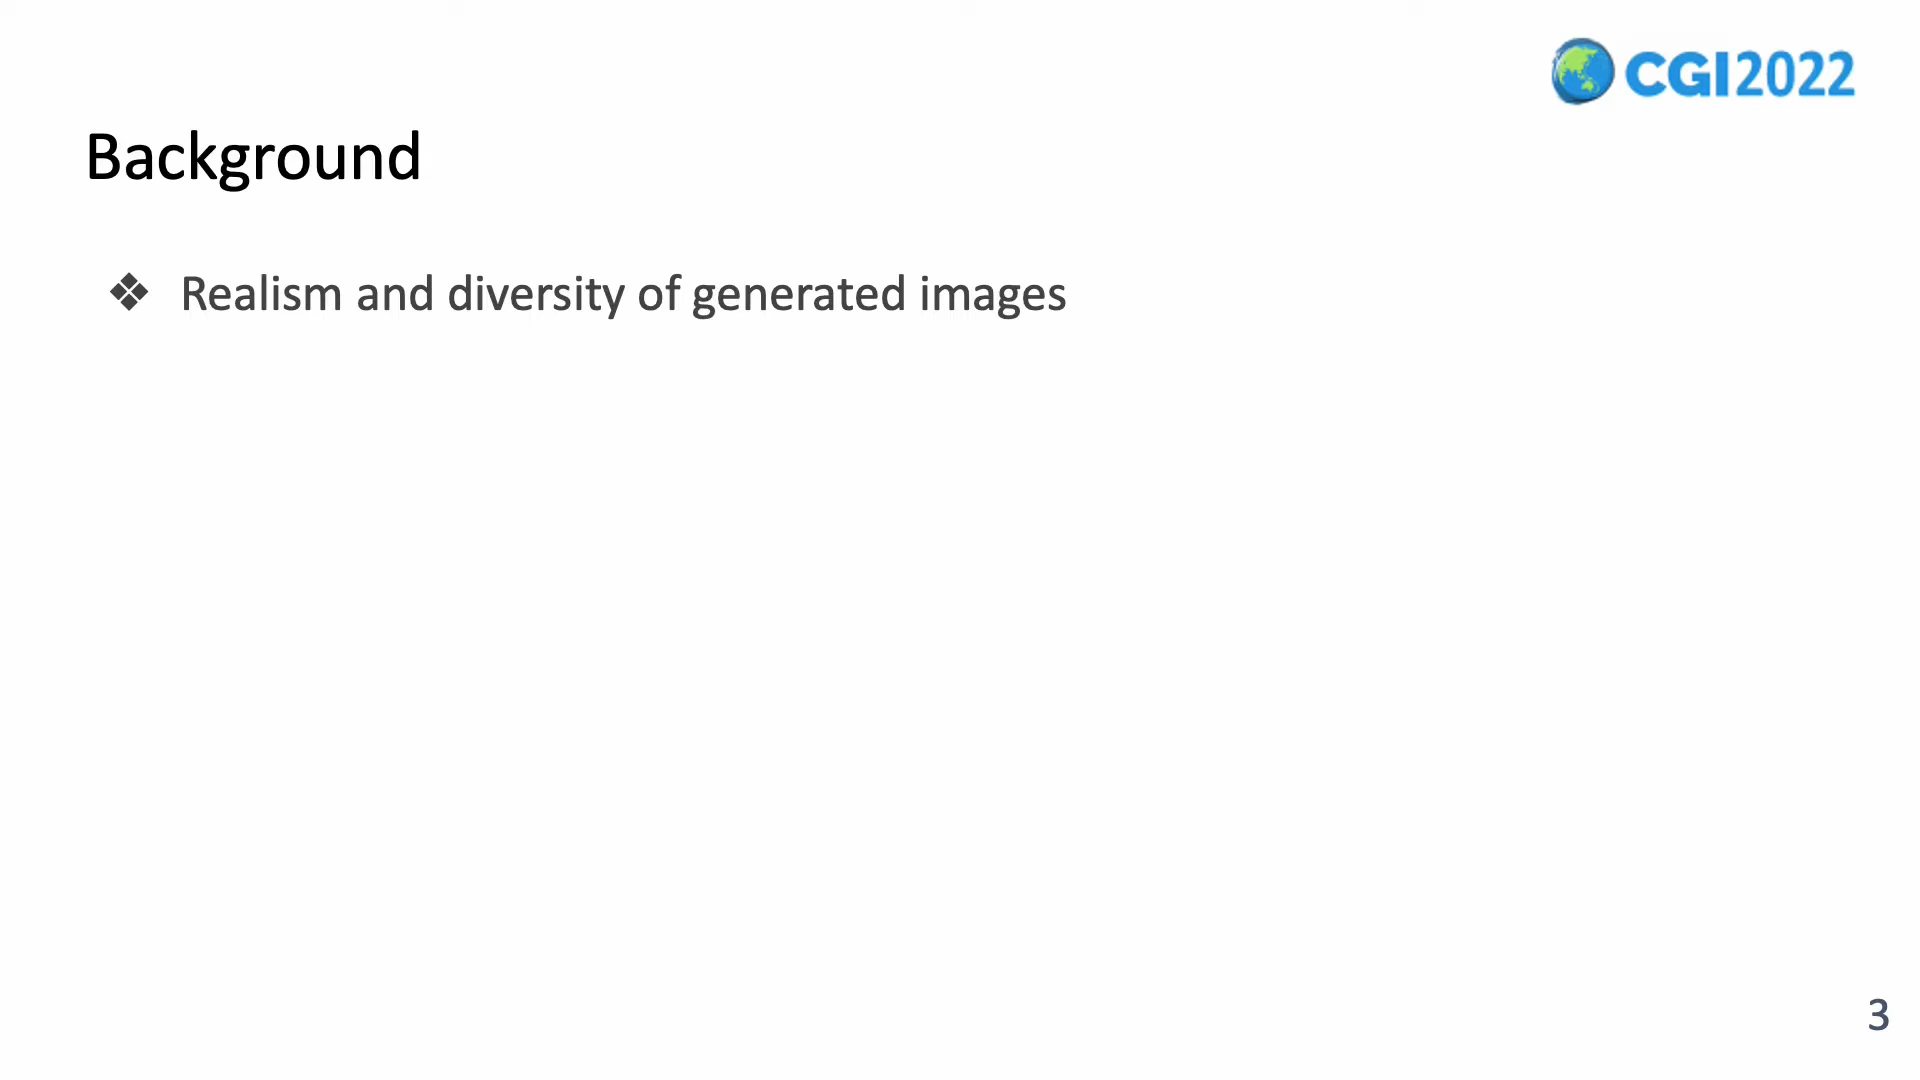 CGI2022
Background
❖ Realism and diversity of generated images
3